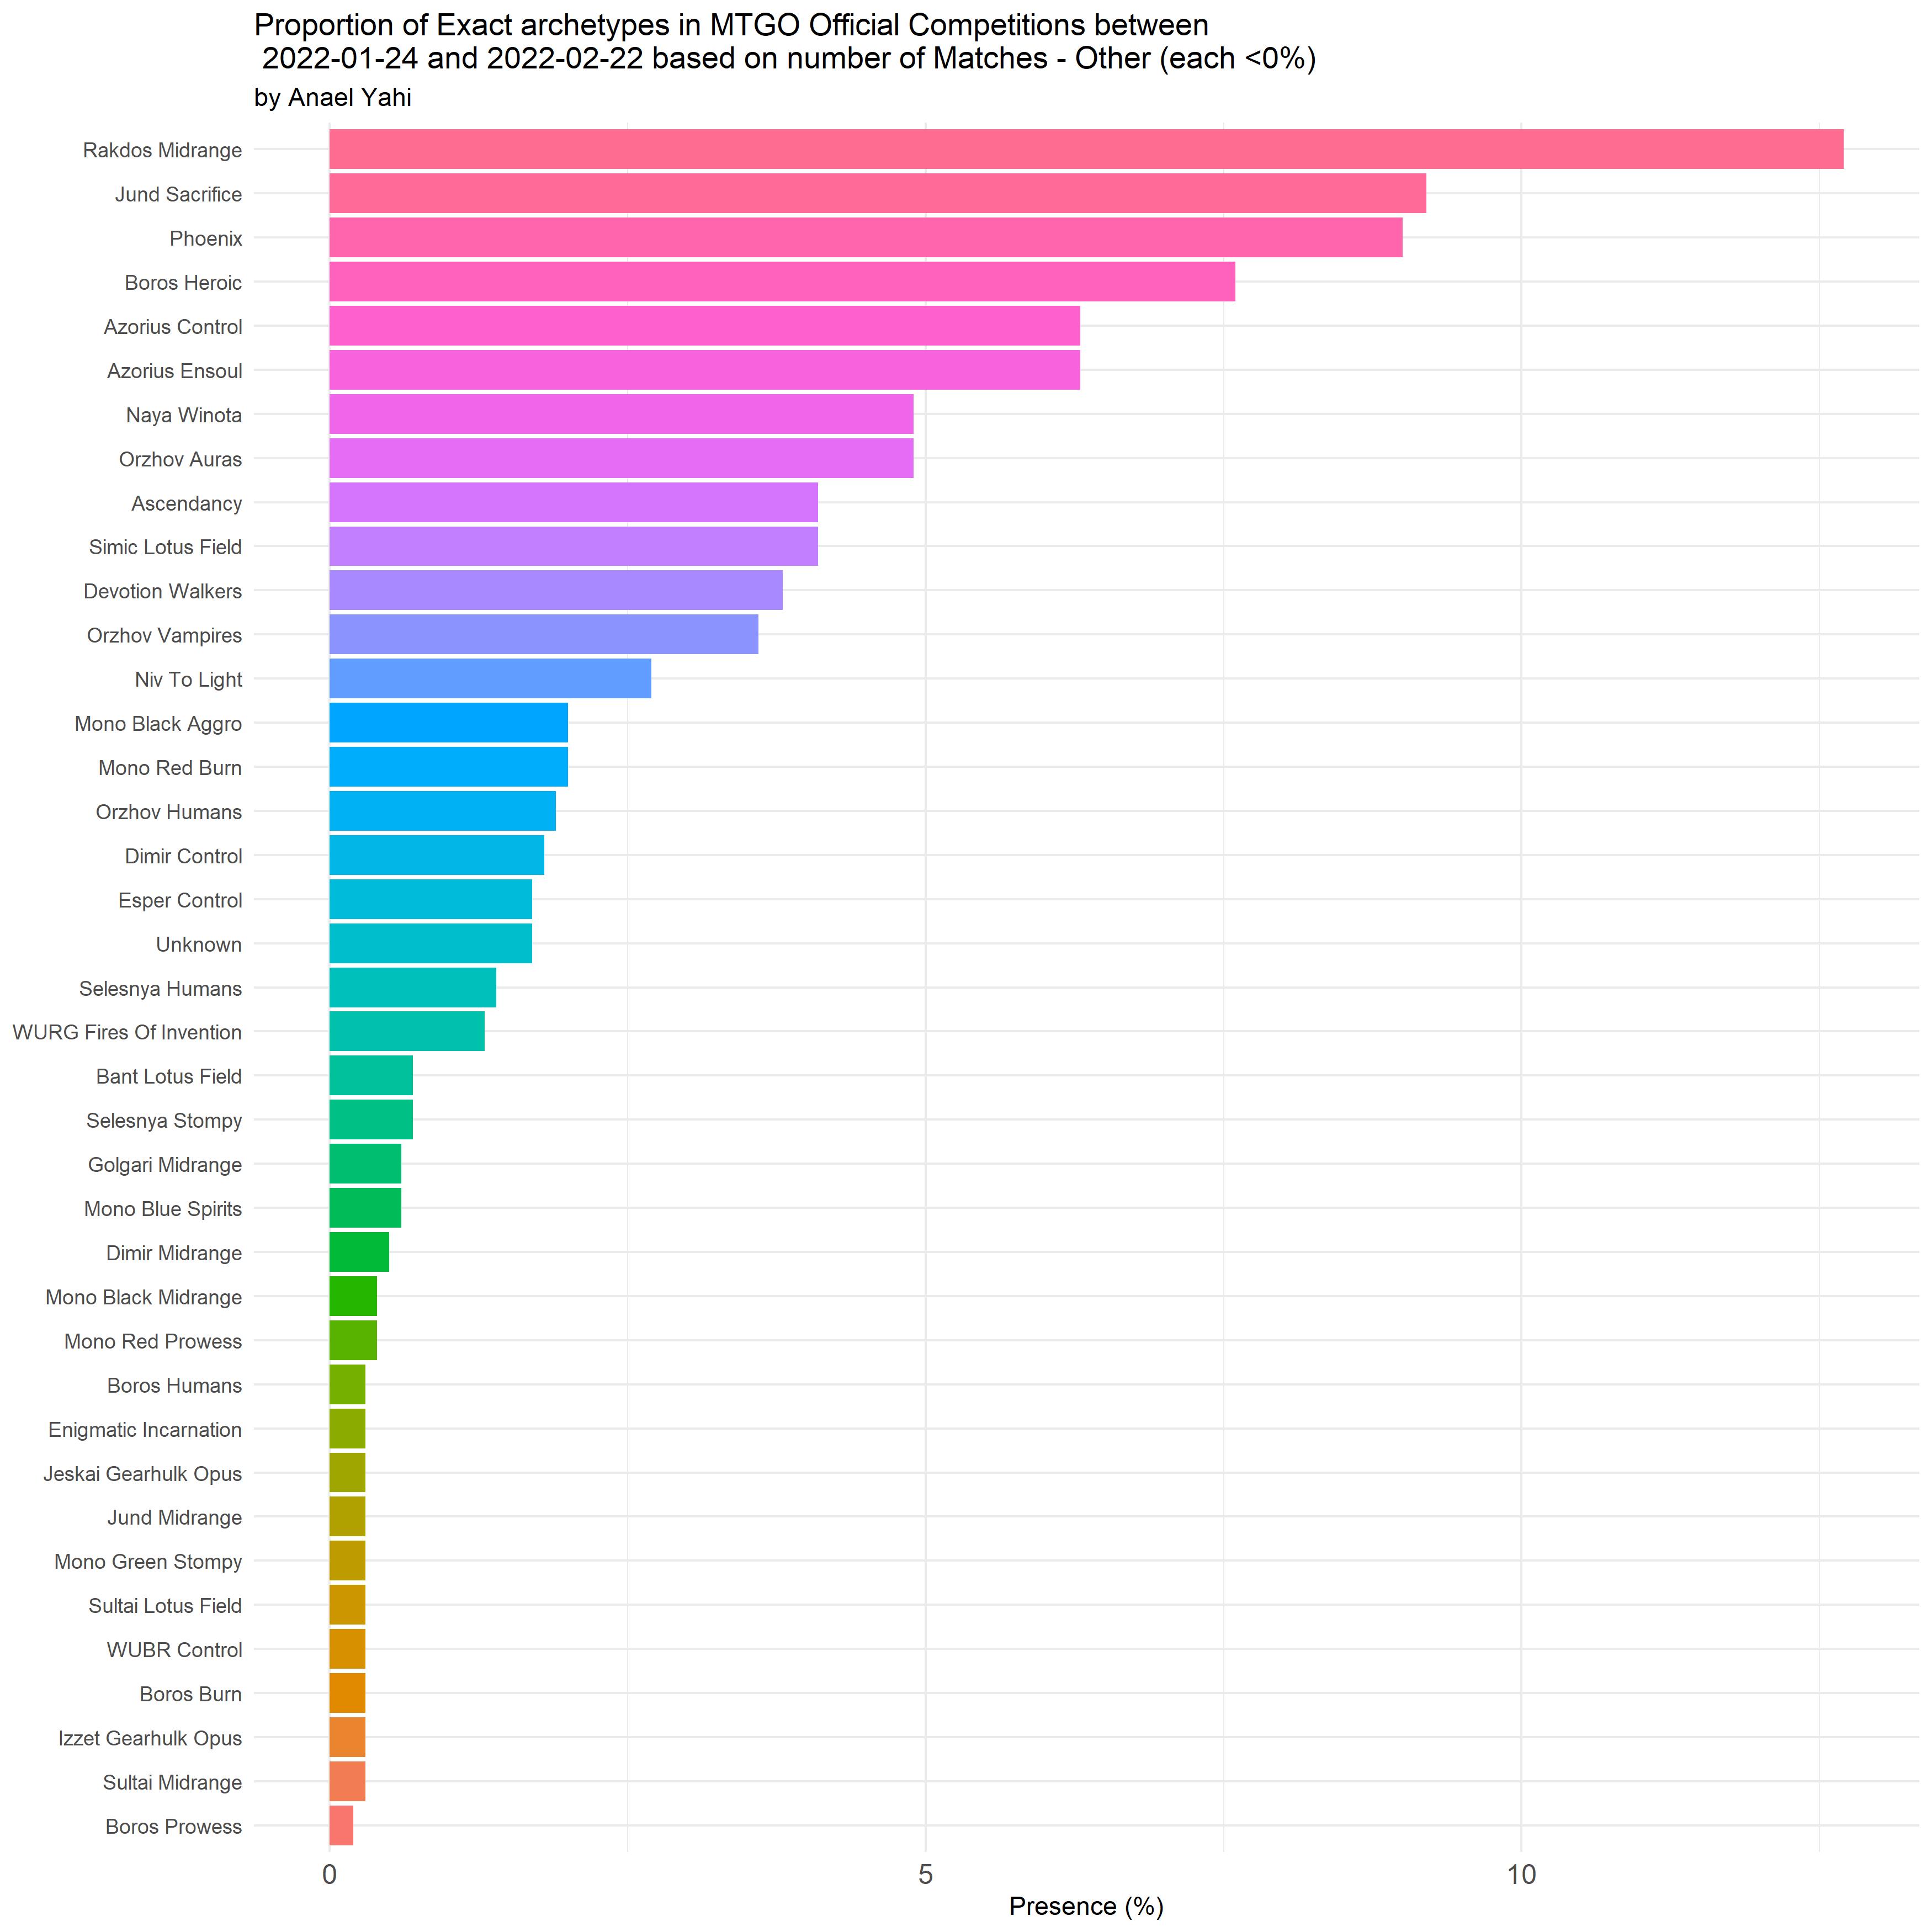 Proportion of Exact archetypes in MTGO Official Competitions between
2022-01-24 and 2022-02-22 based on number of Matches - Other (each <0%)
by Anael Yahi
Rakdos Midrange
Jund Sacrifice
Phoenix
Boros Heroic
Azorius Control
Azorius Ensoul
Naya Winota
Orzhov Auras
Ascendancy
Simic Lotus Field
Devotion Walkers
Orzhov Vampires
Niv To Light
Mono Black Aggro
Mono Red Burn
Orzhov Humans
Dimir Control
Esper Control
Unknown
Selesnya Humans
WURG Fires Of Invention
Bant Lotus Field
Selesnya Stompy
Golgari Midrange
Mono Blue Spirits
Dimir Midrange
Mono Black Midrange
Mono Red Prowess
Boros Humans
Enigmatic Incarnation
Jeskai Gearhulk Opus
Jund Midrange
Mono Green Stompy
Sultai Lotus Field
WUBR Control
Boros Burn
Izzet Gearhulk Opus
Sultai Midrange
Boros Prowess
0 5 10
Presence (%)